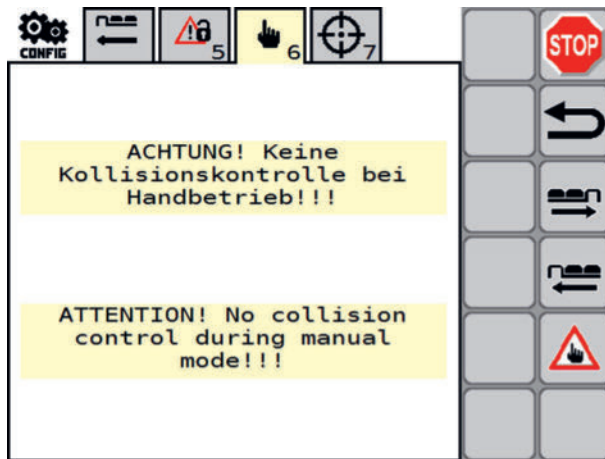 CONFIG
5
6
7
STOP
ACHTUNG! Keine
Kollisionskontrolle bei
Handbetrieb!!!
ATTENTION! No collision
control during manual
mode!!!